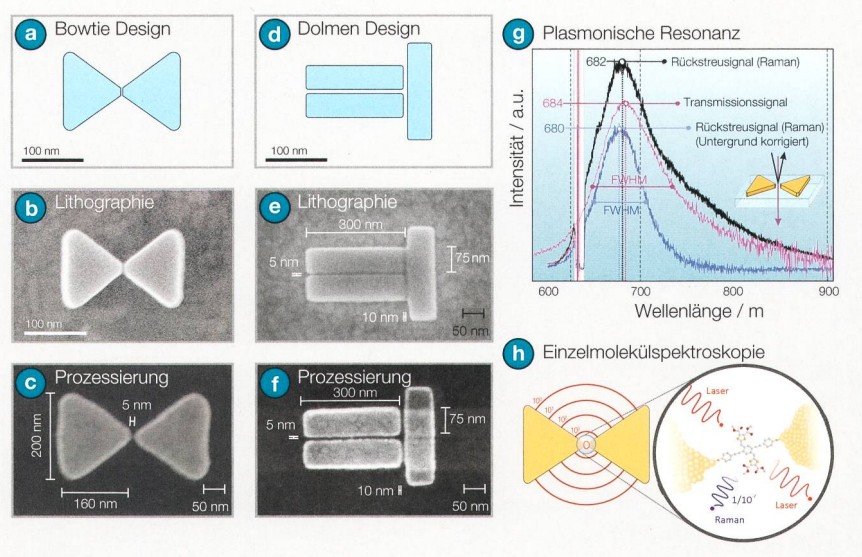 a Bowtie Design
100 nm
b Lithographie
100 nm
c Prozessierung
5 nm
200 nm
160 nm
50 nm
d Dolmen Design
100 nm
e Lithographie
300 nm
5 nm
75 nm
10 nm
50 nm
f Prozessierung
300 nm
5 nm
75 nm
10 nm
50 nm
g Plasmonische Resonanz
Intensität / a.u.
682
Rückstreusignal (Raman)
684
Transmissionssignal
680
Rückstreusignal (Raman)
(Untergrund korrigiert)
FWHM
FWHM
600 700 800 900
Wellenlänge / m
h Einzelmolekülspektroskopie
Laser
Laser
1/10⁷
Raman